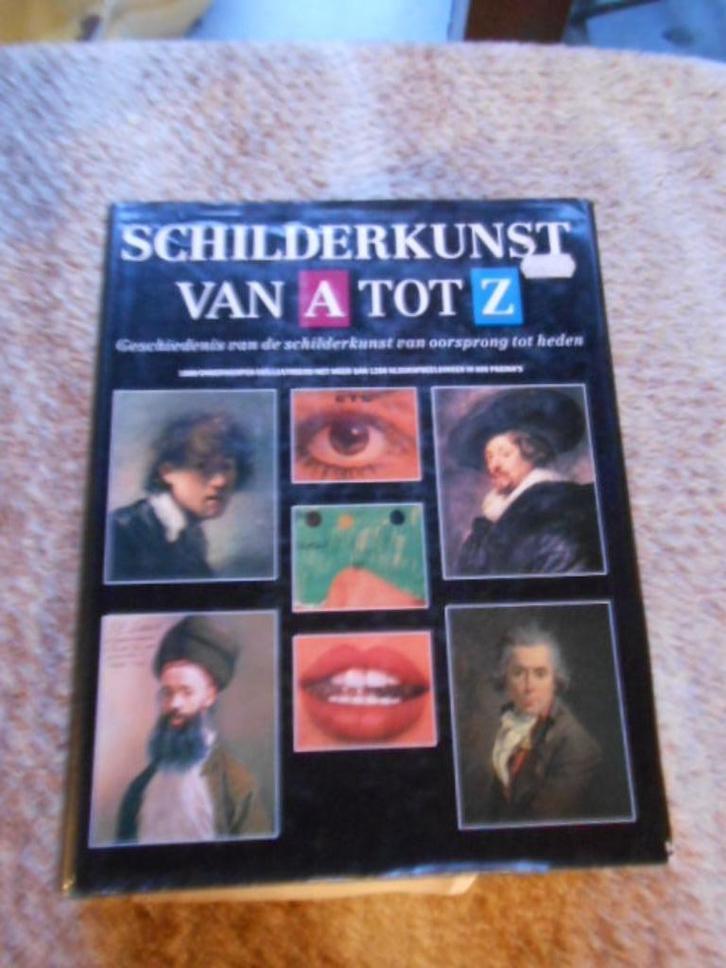 SCHILDERKUNST
VAN A TOT Z
Geschiedenis van de schilderkunst van oorsprong tot heden